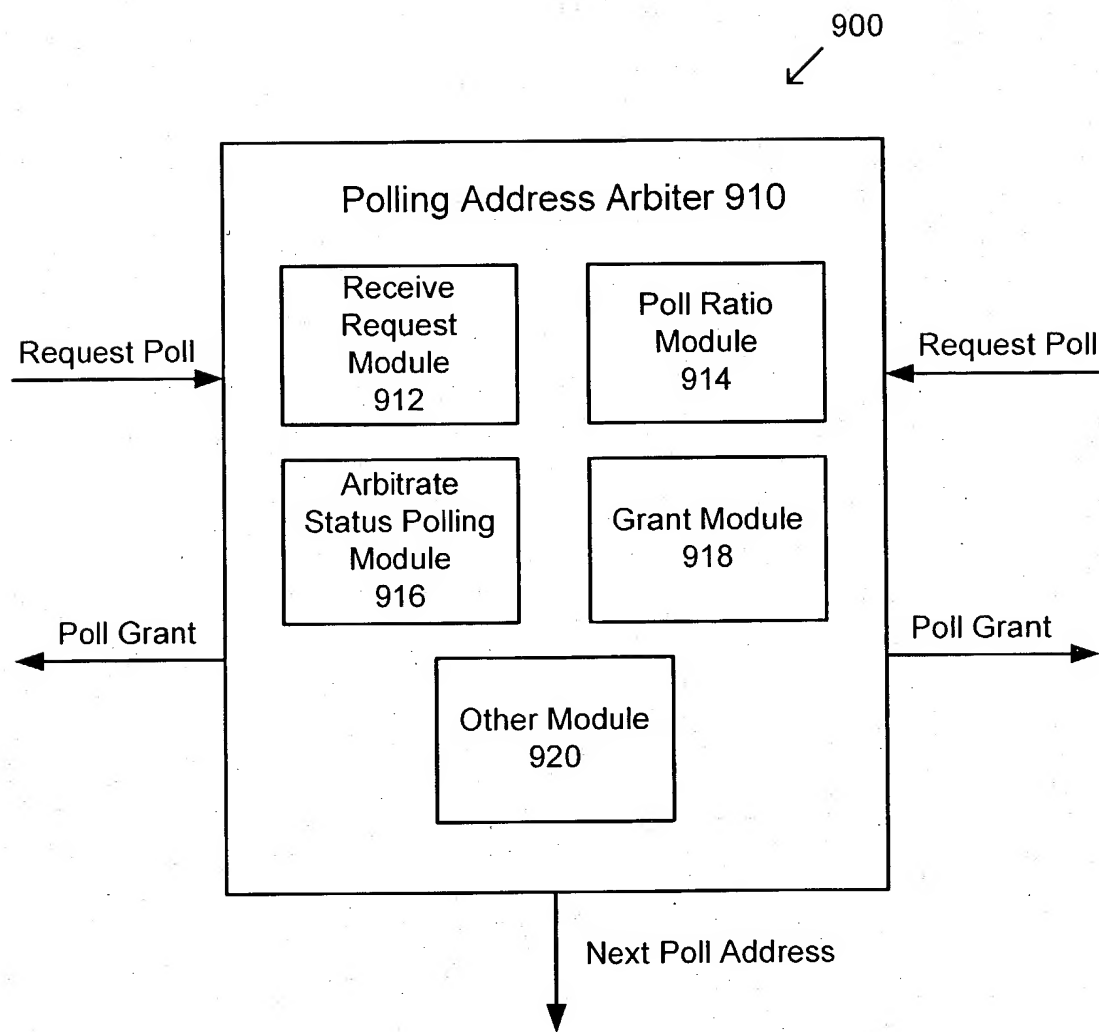 900
Polling Address Arbiter 910
Receive
Request
Module
912
Poll Ratio
Module
914
Request Poll
Request Poll
Arbitrate
Status Polling
Module
916
Grant Module
918
Poll Grant
Poll Grant
Other Module
920
Next Poll Address